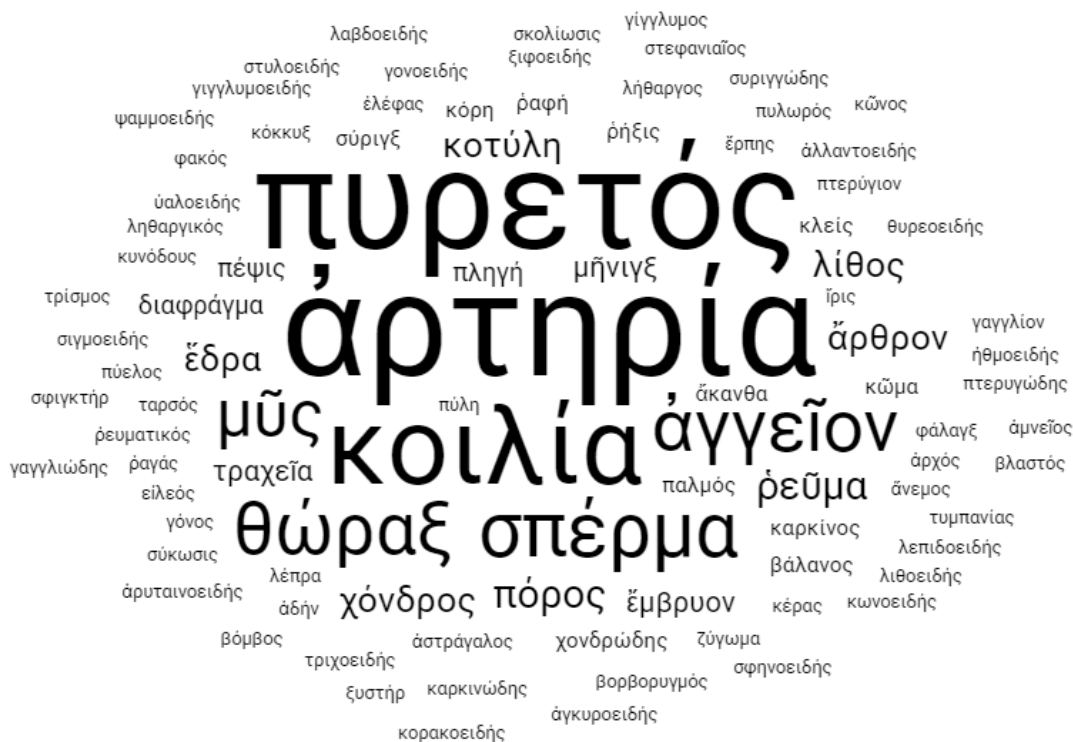 γίγγλυμος
λαβδοειδής σκολίωσις
στεφανιαῖος
ξιφοειδής
στυλοειδής γονοειδής συριγγώδης
γιγγλυμοειδής λήθαργος
ἐλέφας κόρη ῥαφή πυλωρός κῶνος
ψαμμοειδής
κόκκυξ σύριγξ κοτύλη ῥῆξις ἕρπης ἀλλαντοειδής
φακός
πυρετός πτερύγιον
ὑαλοειδής
ληθαργικός κλείς θυρεοειδής
κυνόδους πέψις πληγή μῆνιγξ λίθος
τρίσμος διαφράγμα ἀρτηρία ἴρις
γαγγλίον
σιγμοειδής ἕδρα ἄρθρον ἠθμοειδής
πύελος
σφιγκτήρ ταρσός μῦς πύλη ἄκανθα κῶμα πτερυγώδης
ῥευματικός κοιλία ἀγγεῖον φάλαγξ ἀμνεῖος
γαγγλιώδης ῥαγάς τραχεῖα ἀρχός βλαστός
εἰλεός παλμός ῥεῦμα ἄνεμος
γόνος θώραξ σπέρμα καρκίνος τυμπανίας
σύκωσις λεπιδοειδής
λέπρα βάλανος λιθοειδής
ἀρυταινοειδής ἀδήν χόνδρος πόρος ἔμβρυον κέρας κωνοειδής
βόμβος ἀστράγαλος χονδρώδης ζύγωμα
τριχοειδής σφηνοειδής
ξυστήρ καρκινώδης βορβορυγμός
ἀγκυροειδής
κορακοειδής